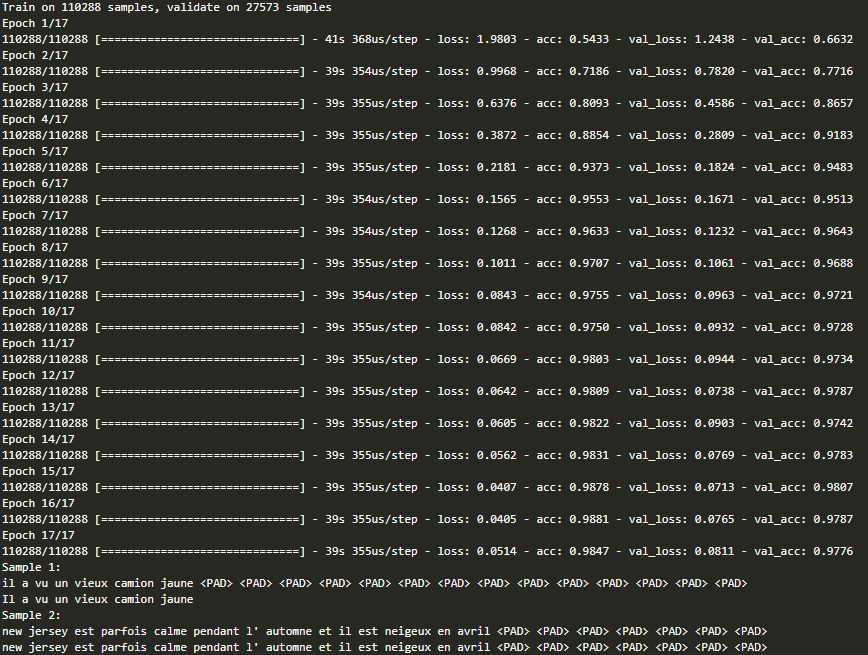 Train on 110288 samples, validate on 27573 samples
Epoch 1/17
110288/110288 [==============================] - 41s 368us/step - loss: 1.9803 - acc: 0.5433 - val_loss: 1.2438 - val_acc: 0.6632
Epoch 2/17
110288/110288 [==============================] - 39s 354us/step - loss: 0.9968 - acc: 0.7186 - val_loss: 0.7820 - val_acc: 0.7716
Epoch 3/17
110288/110288 [==============================] - 39s 355us/step - loss: 0.6376 - acc: 0.8093 - val_loss: 0.4586 - val_acc: 0.8657
Epoch 4/17
110288/110288 [==============================] - 39s 355us/step - loss: 0.3872 - acc: 0.8854 - val_loss: 0.2809 - val_acc: 0.9183
Epoch 5/17
110288/110288 [==============================] - 39s 355us/step - loss: 0.2181 - acc: 0.9373 - val_loss: 0.1824 - val_acc: 0.9483
Epoch 6/17
110288/110288 [==============================] - 39s 354us/step - loss: 0.1565 - acc: 0.9553 - val_loss: 0.1671 - val_acc: 0.9513
Epoch 7/17
110288/110288 [==============================] - 39s 354us/step - loss: 0.1268 - acc: 0.9633 - val_loss: 0.1232 - val_acc: 0.9643
Epoch 8/17
110288/110288 [==============================] - 39s 355us/step - loss: 0.1011 - acc: 0.9707 - val_loss: 0.1061 - val_acc: 0.9688
Epoch 9/17
110288/110288 [==============================] - 39s 354us/step - loss: 0.0843 - acc: 0.9755 - val_loss: 0.0963 - val_acc: 0.9721
Epoch 10/17
110288/110288 [==============================] - 39s 355us/step - loss: 0.0842 - acc: 0.9750 - val_loss: 0.0932 - val_acc: 0.9728
Epoch 11/17
110288/110288 [==============================] - 39s 355us/step - loss: 0.0669 - acc: 0.9803 - val_loss: 0.0944 - val_acc: 0.9734
Epoch 12/17
110288/110288 [==============================] - 39s 355us/step - loss: 0.0642 - acc: 0.9809 - val_loss: 0.0738 - val_acc: 0.9787
Epoch 13/17
110288/110288 [==============================] - 39s 355us/step - loss: 0.0605 - acc: 0.9822 - val_loss: 0.0903 - val_acc: 0.9742
Epoch 14/17
110288/110288 [==============================] - 39s 355us/step - loss: 0.0562 - acc: 0.9831 - val_loss: 0.0769 - val_acc: 0.9783
Epoch 15/17
110288/110288 [==============================] - 39s 355us/step - loss: 0.0407 - acc: 0.9878 - val_loss: 0.0713 - val_acc: 0.9807
Epoch 16/17
110288/110288 [==============================] - 39s 355us/step - loss: 0.0405 - acc: 0.9881 - val_loss: 0.0765 - val_acc: 0.9787
Epoch 17/17
110288/110288 [==============================] - 39s 355us/step - loss: 0.0514 - acc: 0.9847 - val_loss: 0.0811 - val_acc: 0.9776
Sample 1:
il a vu un vieux camion jaune <PAD> <PAD> <PAD> <PAD> <PAD> <PAD> <PAD> <PAD> <PAD> <PAD> <PAD> <PAD> <PAD> <PAD>
Il a vu un vieux camion jaune
Sample 2:
new jersey est parfois calme pendant l' automne et il est neigeux en avril <PAD> <PAD> <PAD> <PAD> <PAD> <PAD> <PAD>
new jersey est parfois calme pendant l' automne et il est neigeux en avril <PAD> <PAD> <PAD> <PAD> <PAD> <PAD> <PAD>